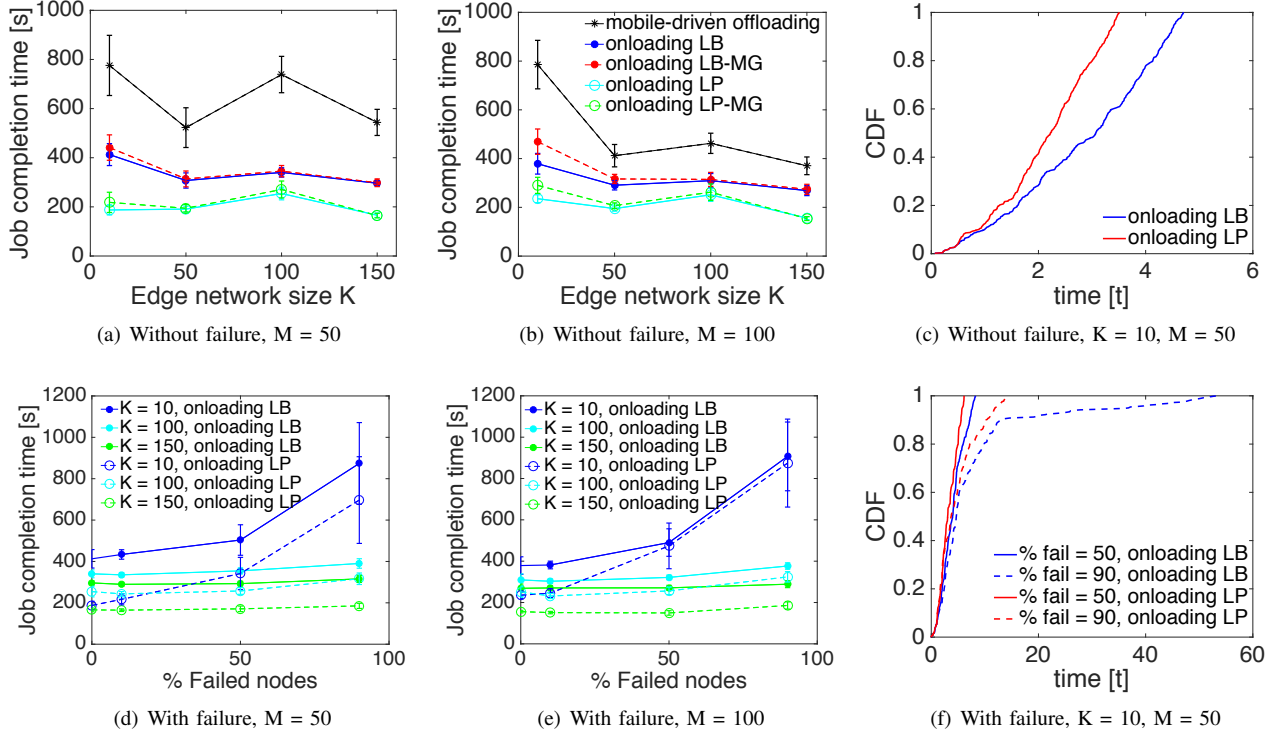 1000
800
600
400
200
0
Job completion time [s]
0 50 100 150
Edge network size K
(a) Without failure, M = 50
1000
800
600
400
200
0
Job completion time [s]
mobile-driven offloading
onloading LB
onloading LB-MG
onloading LP
onloading LP-MG
0 50 100 150
Edge network size K
(b) Without failure, M = 100
1
0.8
0.6
0.4
0.2
0
CDF
onloading LB
onloading LP
0 2 4 6
time [t]
(c) Without failure, K = 10, M = 50
1200
1000
800
600
400
200
0
Job completion time [s]
K = 10, onloading LB
K = 100, onloading LB
K = 150, onloading LB
K = 10, onloading LP
K = 100, onloading LP
K = 150, onloading LP
0 50 100
% Failed nodes
(d) With failure, M = 50
1200
1000
800
600
400
200
0
Job completion time [s]
K = 10, onloading LB
K = 100, onloading LB
K = 150, onloading LB
K = 10, onloading LP
K = 100, onloading LP
K = 150, onloading LP
0 50 100
% Failed nodes
(e) With failure, M = 100
1
0.8
0.6
0.4
0.2
0
CDF
% fail = 50, onloading LB
% fail = 90, onloading LB
% fail = 50, onloading LP
% fail = 90, onloading LP
0 20 40 60
time [t]
(f) With failure, K = 10, M = 50